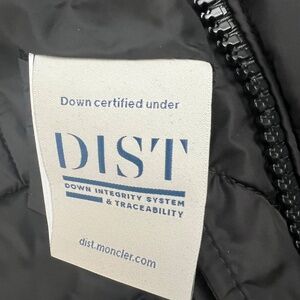 Down certified under
DIST
DOWN INTEGRITY SYSTEM
& TRACEABILITY
dist.moncler.com